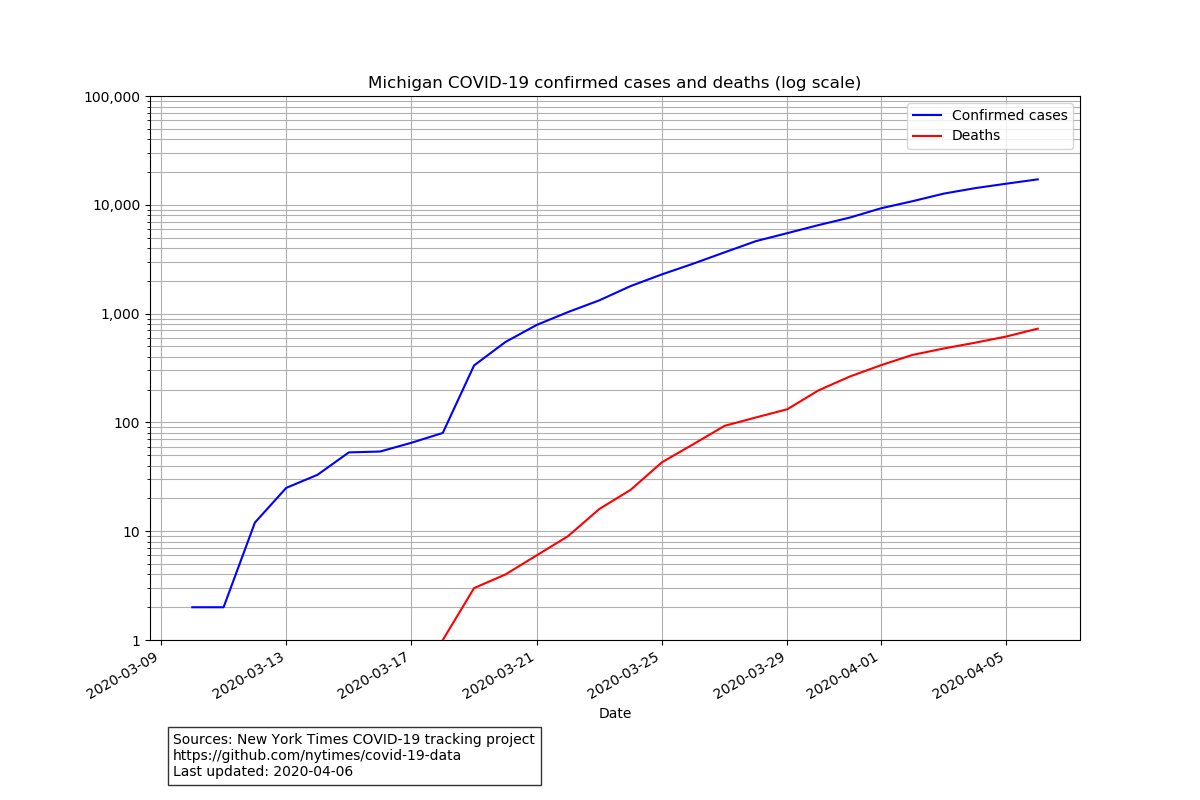 Michigan COVID-19 confirmed cases and deaths (log scale)
100,000
10,000
1,000
100
10
1
Confirmed cases
Deaths
2020-03-09
2020-03-13
2020-03-17
2020-03-21
2020-03-25
2020-03-29
2020-04-01
2020-04-05
Date
Sources: New York Times COVID-19 tracking project
https://github.com/nytimes/covid-19-data
Last updated: 2020-04-06